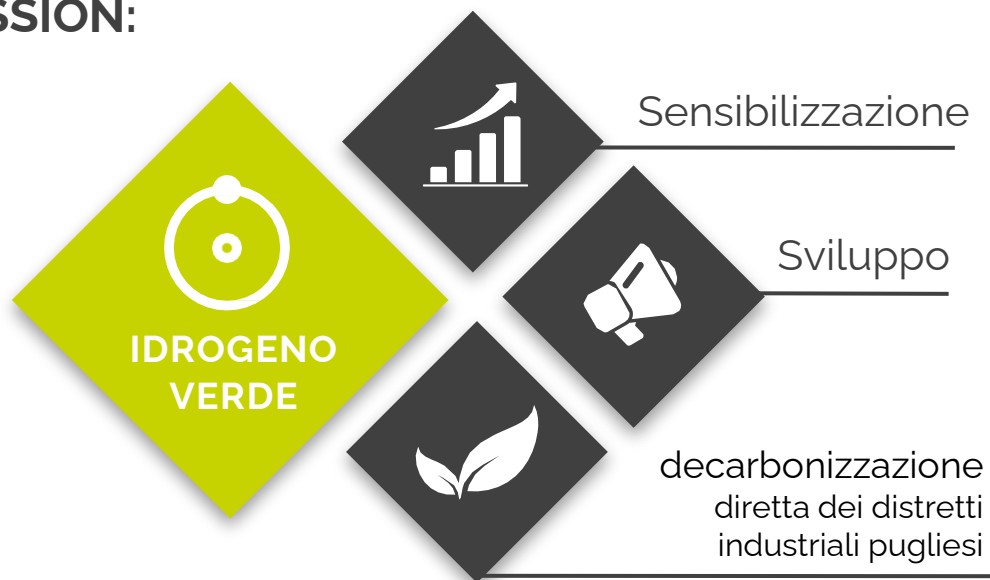 SSION:
Sensibilizzazione
Sviluppo
IDROGENO
VERDE
decarbonizzazione
diretta dei distretti
industriali pugliesi